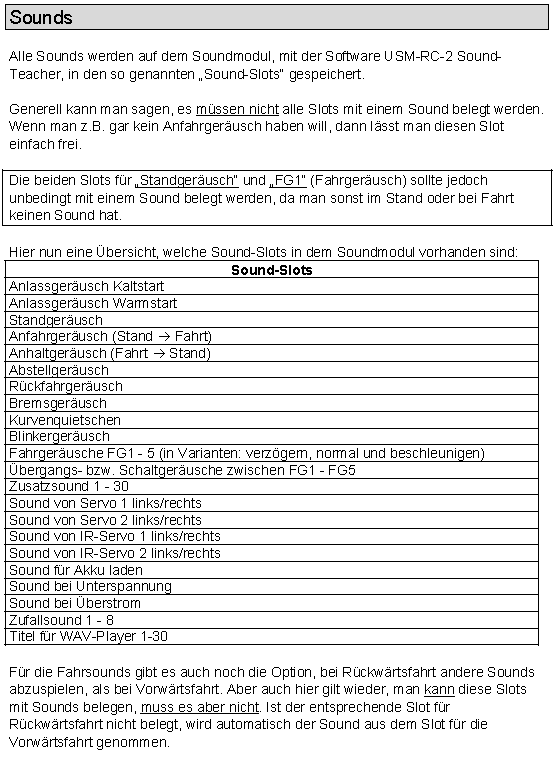 Sounds
Alle Sounds werden auf dem Soundmodul, mit der Software USM-RC-2 Sound-
Teacher, in den so genannten „Sound-Slots" gespeichert.
Generell kann man sagen, es müssen nicht alle Slots mit einem Sound belegt werden.
Wenn man z.B. gar kein Anfahrgeräusch haben will, dann lässt man diesen Slot
einfach frei.
Die beiden Slots für „Standgeräusch" und „FG1" (Fahrgeräusch) sollte jedoch
unbedingt mit einem Sound belegt werden, da man sonst im Stand oder bei Fahrt
keinen Sound hat.
Hier nun eine Übersicht, welche Sound-Slots in dem Soundmodul vorhanden sind:
Sound-Slots
Anlassgeräusch Kaltstart
Anlassgeräusch Warmstart
Standgeräusch
Anfahrgeräusch (Stand → Fahrt)
Anhaltgeräusch (Fahrt → Stand)
Abstellgeräusch
Rückfahrgeräusch
Bremsgeräusch
Kurvenquietschen
Blinkergeräusch
Fahrgeräusche FG1 - 5 (in Varianten: verzögern, normal und beschleunigen)
Übergangs- bzw. Schaltgeräusche zwischen FG1 - FG5
Zusatzsound 1 - 30
Sound von Servo 1 links/rechts
Sound von Servo 2 links/rechts
Sound von IR-Servo 1 links/rechts
Sound von IR-Servo 2 links/rechts
Sound für Akku laden
Sound bei Unterspannung
Sound bei Überstrom
Zufallsound 1 - 8
Titel für WAV-Player 1-30
Für die Fahrsounds gibt es auch noch die Option, bei Rückwärtsfahrt andere Sounds
abzuspielen, als bei Vorwärtsfahrt. Aber auch hier gilt wieder, man kann diese Slots
mit Sounds belegen, muss es aber nicht. Ist der entsprechende Slot für
Rückwärtsfahrt nicht belegt, wird automatisch der Sound aus dem Slot für die
Vorwärtsfahrt genommen.